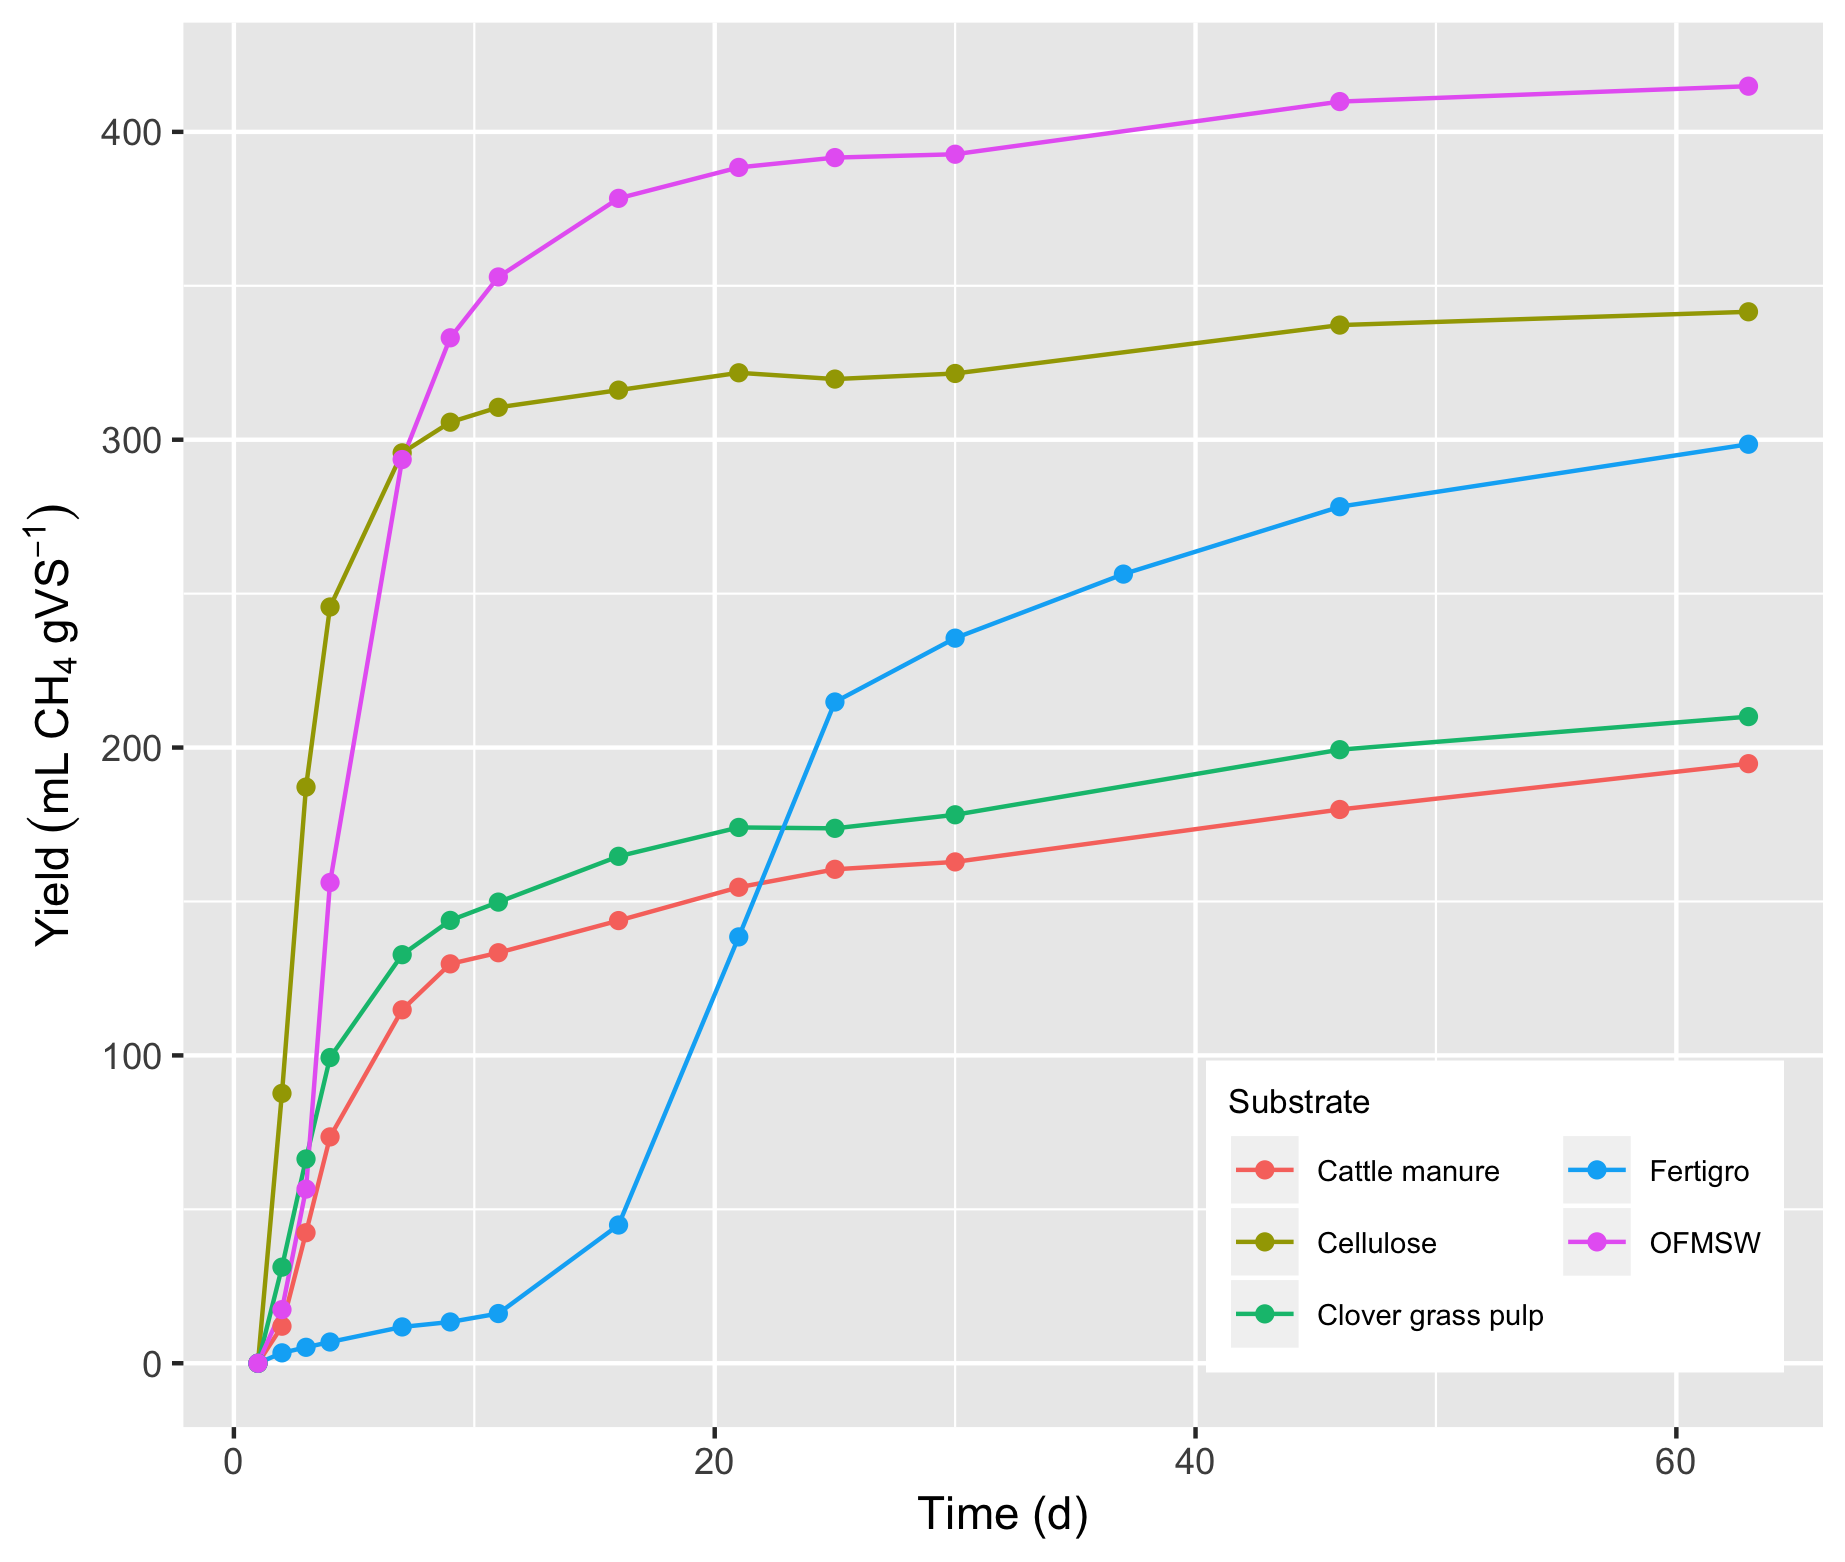 400
300
200
100
0
Yield (mL CH₄ gVS⁻¹)
0 20 40 60
Time (d)
Substrate
Cattle manure
Cellulose
Clover grass pulp
Fertigro
OFMSW